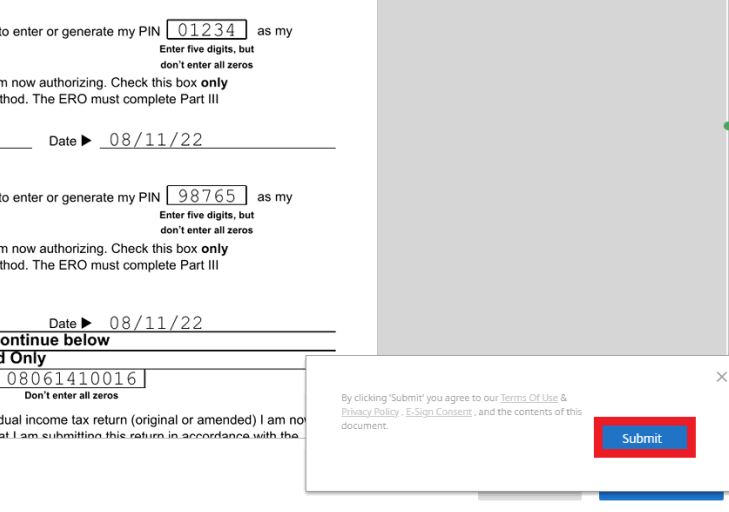 to enter or generate my PIN 01234 as my
Enter five digits, but
don't enter all zeros
m now authorizing. Check this box only
thod. The ERO must complete Part III
Date ▶ 08/11/22
to enter or generate my PIN 98765 as my
Enter five digits, but
don't enter all zeros
m now authorizing. Check this box only
thod. The ERO must complete Part III
Date ▶ 08/11/22
ontinue below
d Only
08061410016
Don't enter all zeros
dual income tax return (original or amended) I am now
at I am submitting this return in accordance with the
By clicking 'Submit' you agree to our Terms Of Use &
Privacy Policy , E-Sign Consent , and the contents of this
document.
Submit